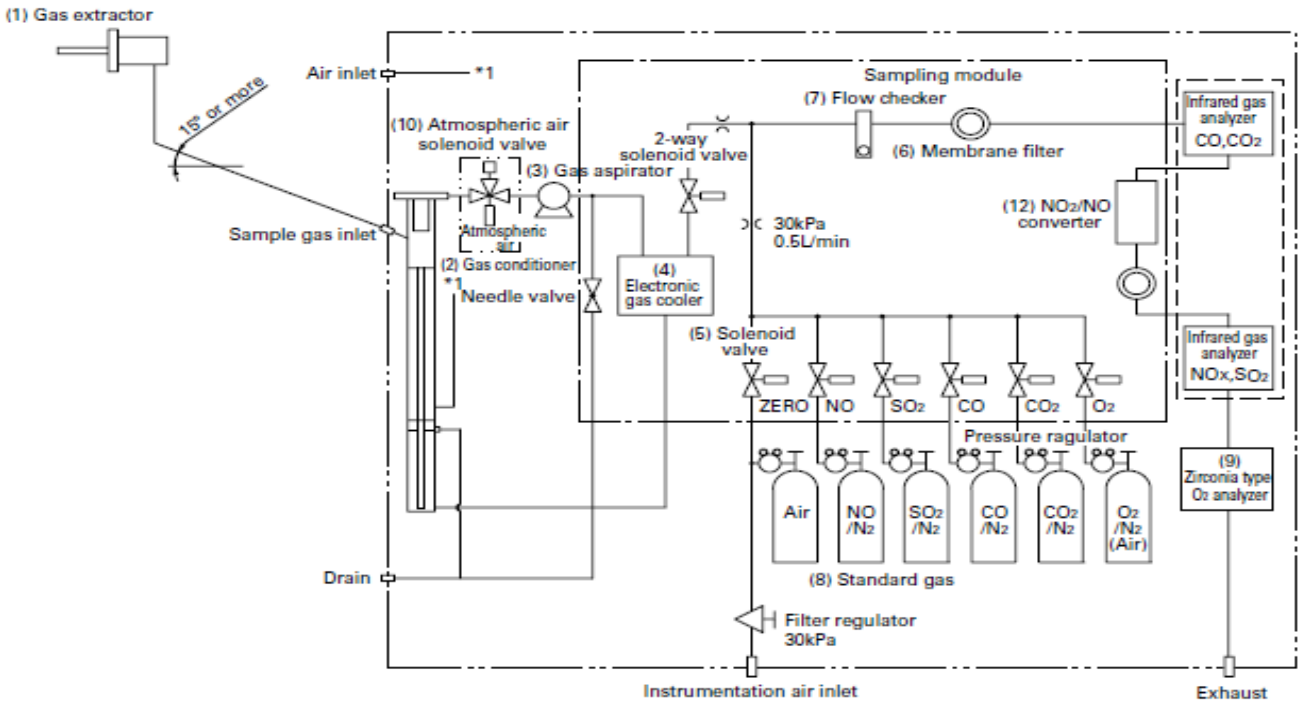 (1) Gas extractor
15° or more
Air inlet
*1
Sampling module
(7) Flow checker
Infrared gas
analyzer
CO,CO2
(10) Atmospheric air
solenoid valve
2-way
solenoid valve
(6) Membrane filter
(3) Gas aspirator
(12) NO2/NO
converter
Sample gas inlet
Atmospheric
air
30kPa
0.5L/min
(2) Gas conditioner
*1
Needle valve
(4)
Electronic
gas cooler
(5) Solenoid
valve
Infrared gas
analyzer
NOx,SO2
ZERO
NO
SO2
CO
CO2
O2
Pressure ragulator
(9)
Zirconia type
O2 analyzer
Air
NO
/N2
SO2
/N2
CO
/N2
CO2
/N2
O2
/N2
(Air)
Drain
(8) Standard gas
Filter regulator
30kPa
Instrumentation air inlet
Exhaust